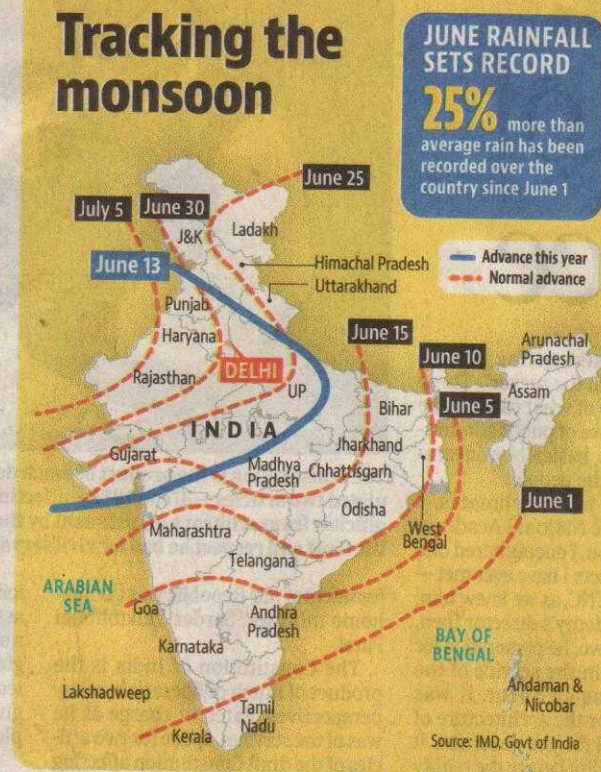 Tracking the
monsoon
JUNE RAINFALL
SETS RECORD
25% more than
average rain has been
recorded over the
country since June 1
Advance this year
Normal advance
June 25
July 5
June 30
J&K
Ladakh
June 13
Himachal Pradesh
Uttarakhand
Punjab
Haryana
June 15
June 10
Arunachal
Pradesh
Rajasthan
DELHI
UP
Assam
Bihar
June 5
INDIA
Gujarat
Jharkhand
Madhya
Pradesh
Chhattisgarh
June 1
Odisha
West
Bengal
Maharashtra
Telangana
ARABIAN
SEA
Goa
Andhra
Pradesh
Karnataka
BAY OF
BENGAL
Lakshadweep
Andaman &
Nicobar
Tamil
Nadu
Kerala
Source: IMD, Govt of India